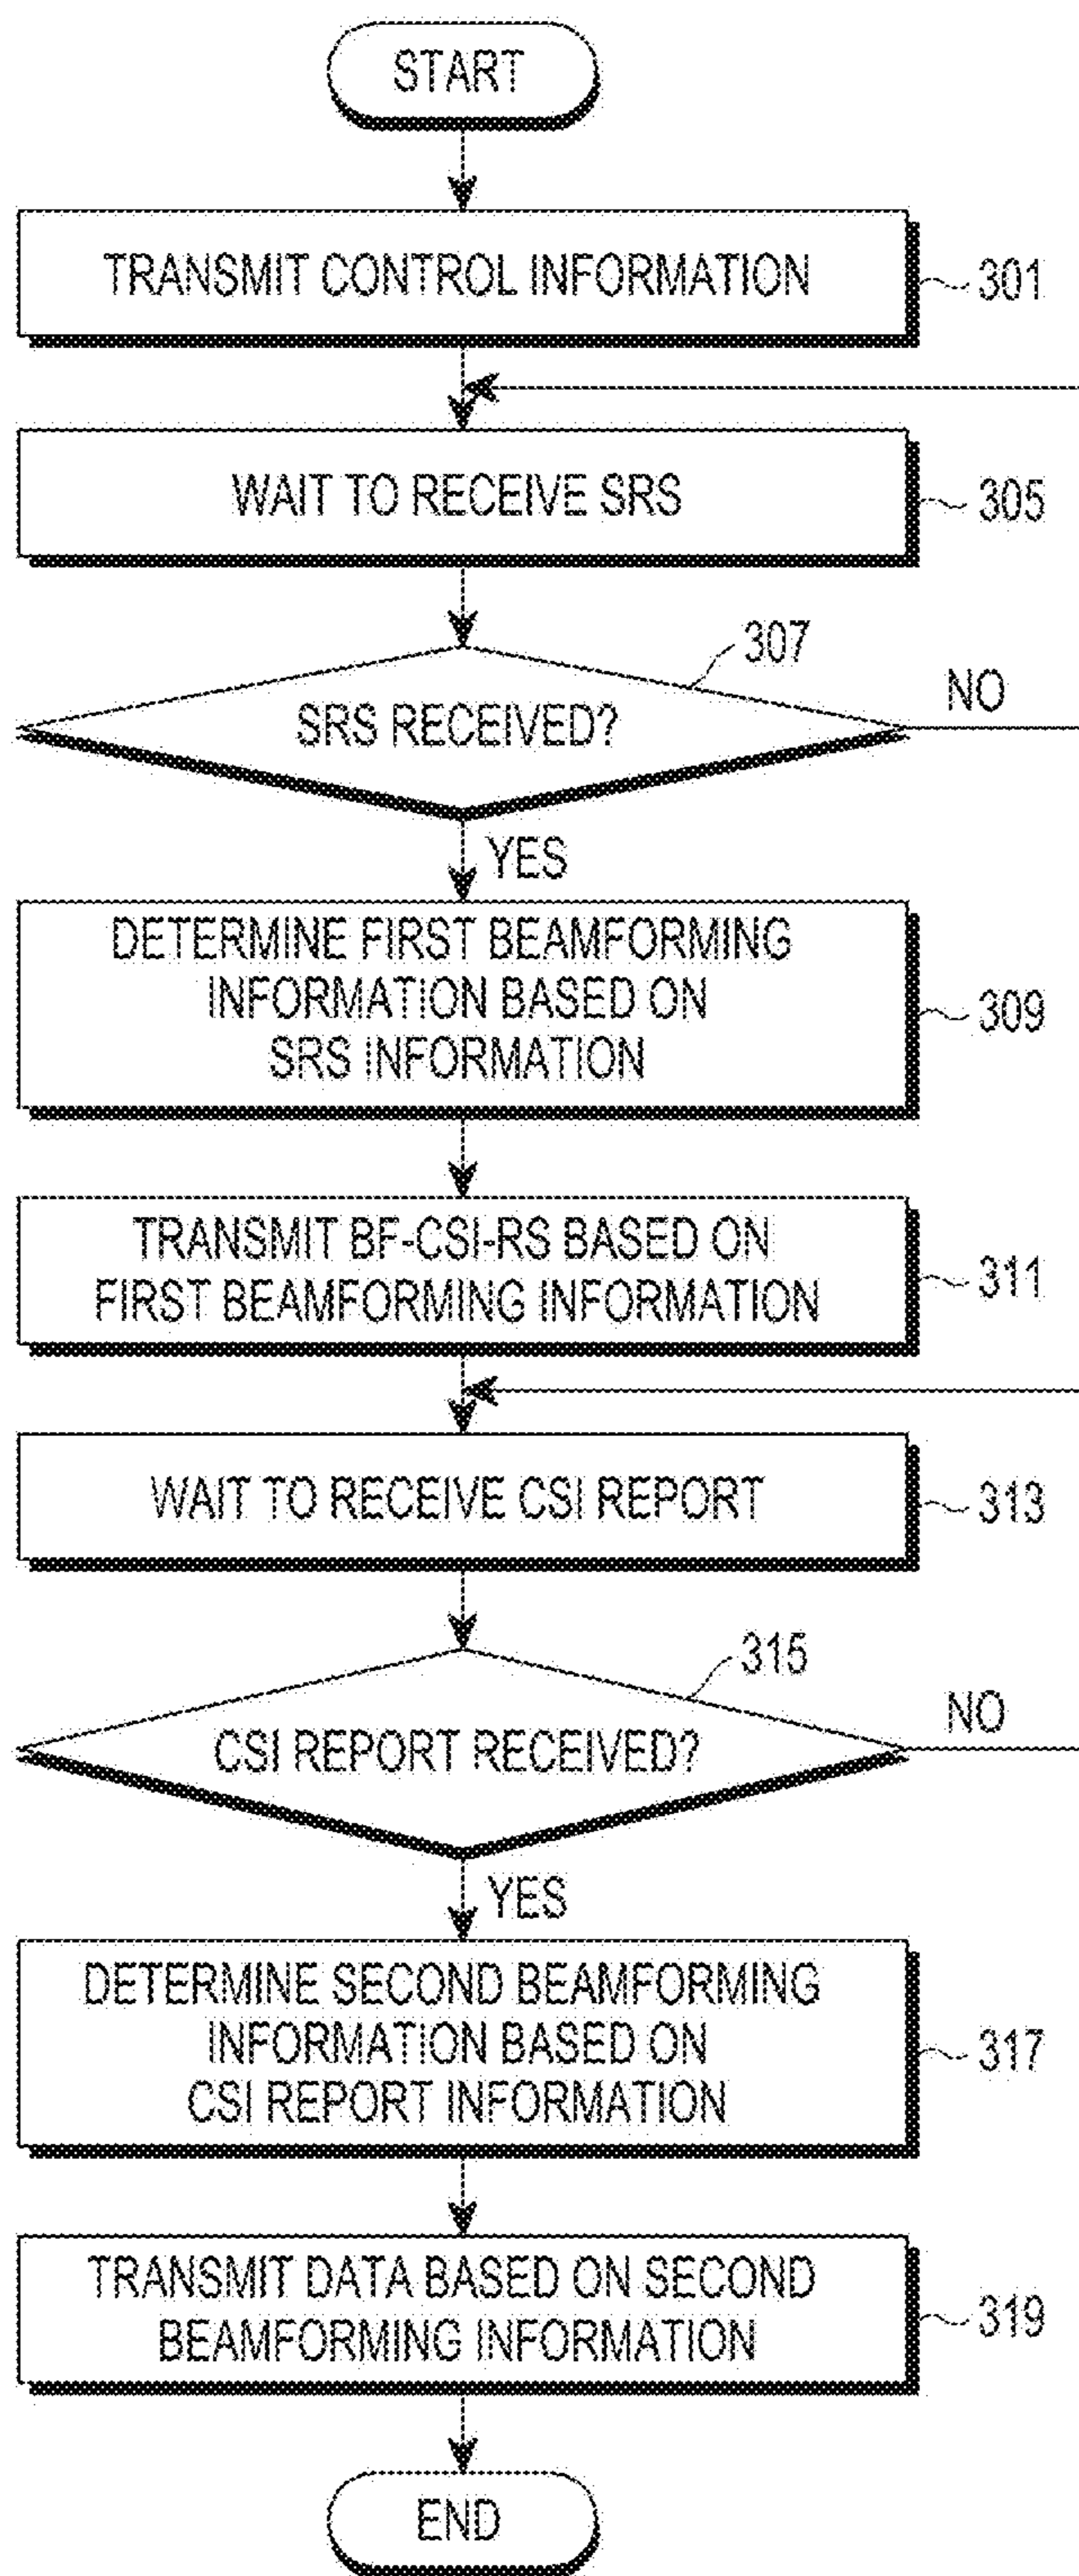 START
TRANSMIT CONTROL INFORMATION
301
WAIT TO RECEIVE SRS
305
307
SRS RECEIVED?
NO
YES
DETERMINE FIRST BEAMFORMING
INFORMATION BASED ON
SRS INFORMATION
309
TRANSMIT BF-CSI-RS BASED ON
FIRST BEAMFORMING INFORMATION
311
WAIT TO RECEIVE CSI REPORT
313
315
CSI REPORT RECEIVED?
NO
YES
DETERMINE SECOND BEAMFORMING
INFORMATION BASED ON
CSI REPORT INFORMATION
317
TRANSMIT DATA BASED ON SECOND
BEAMFORMING INFORMATION
319
END